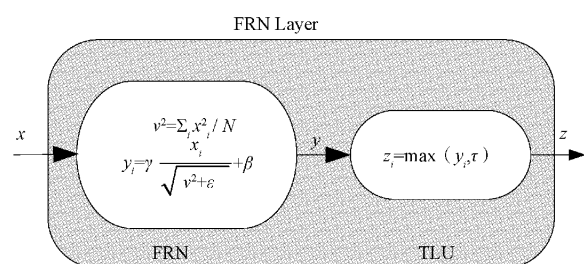 FRN Layer
x
v²=Σᵢxᵢ²/N
yᵢ=γ xᵢ/√(v²+ε) +β
y
zᵢ=max（yᵢ,τ）
z
FRN
TLU